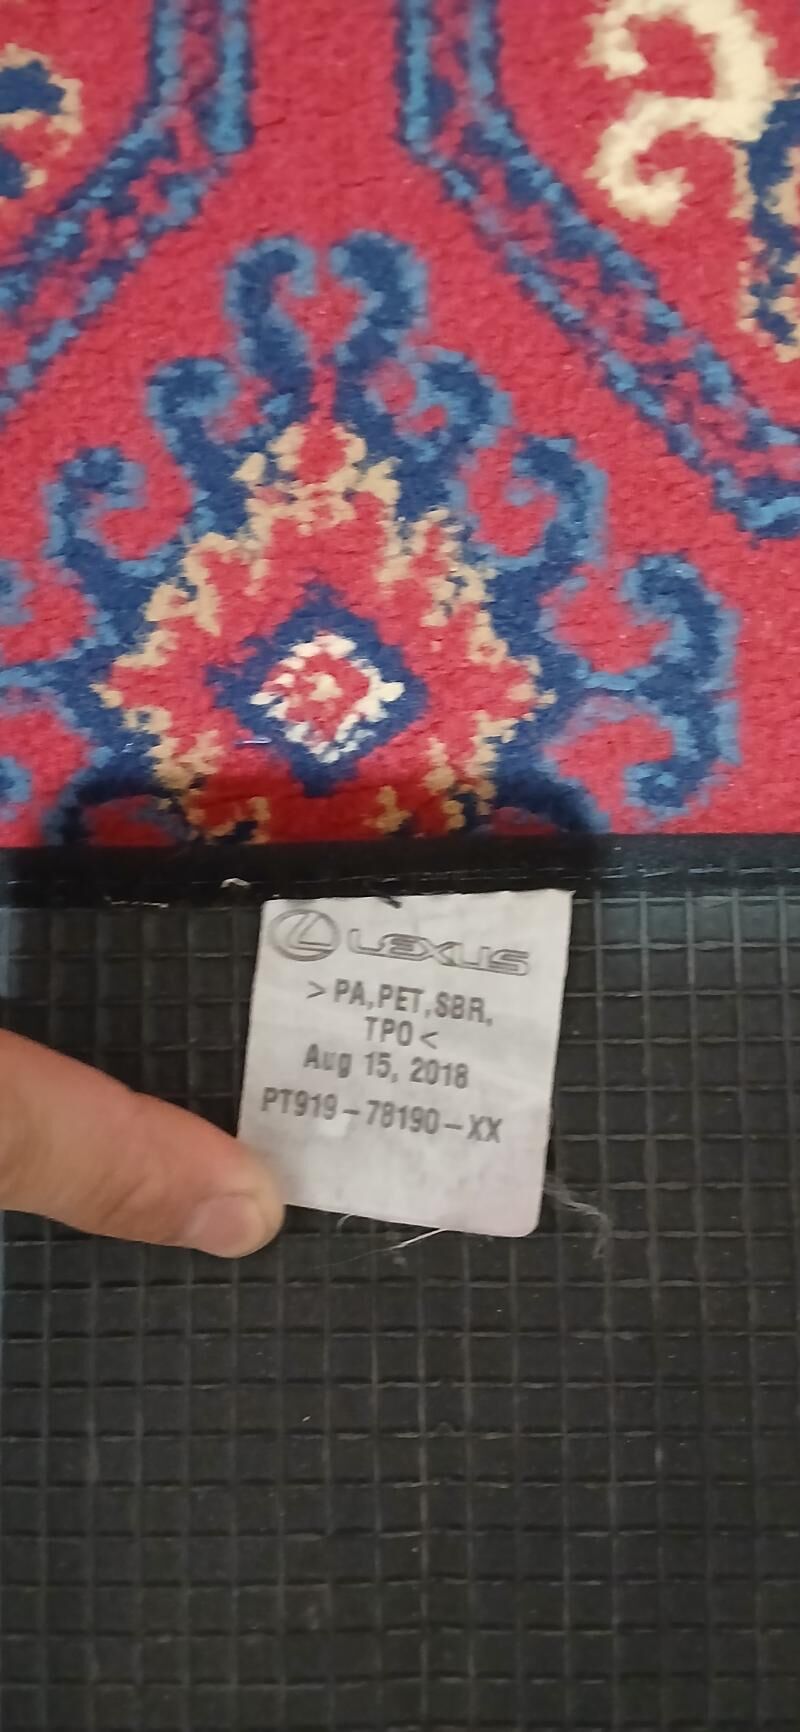 LEXUS
>PA,PET,SBR,
TPO<
Aug 15, 2018
PT919-78190-XX